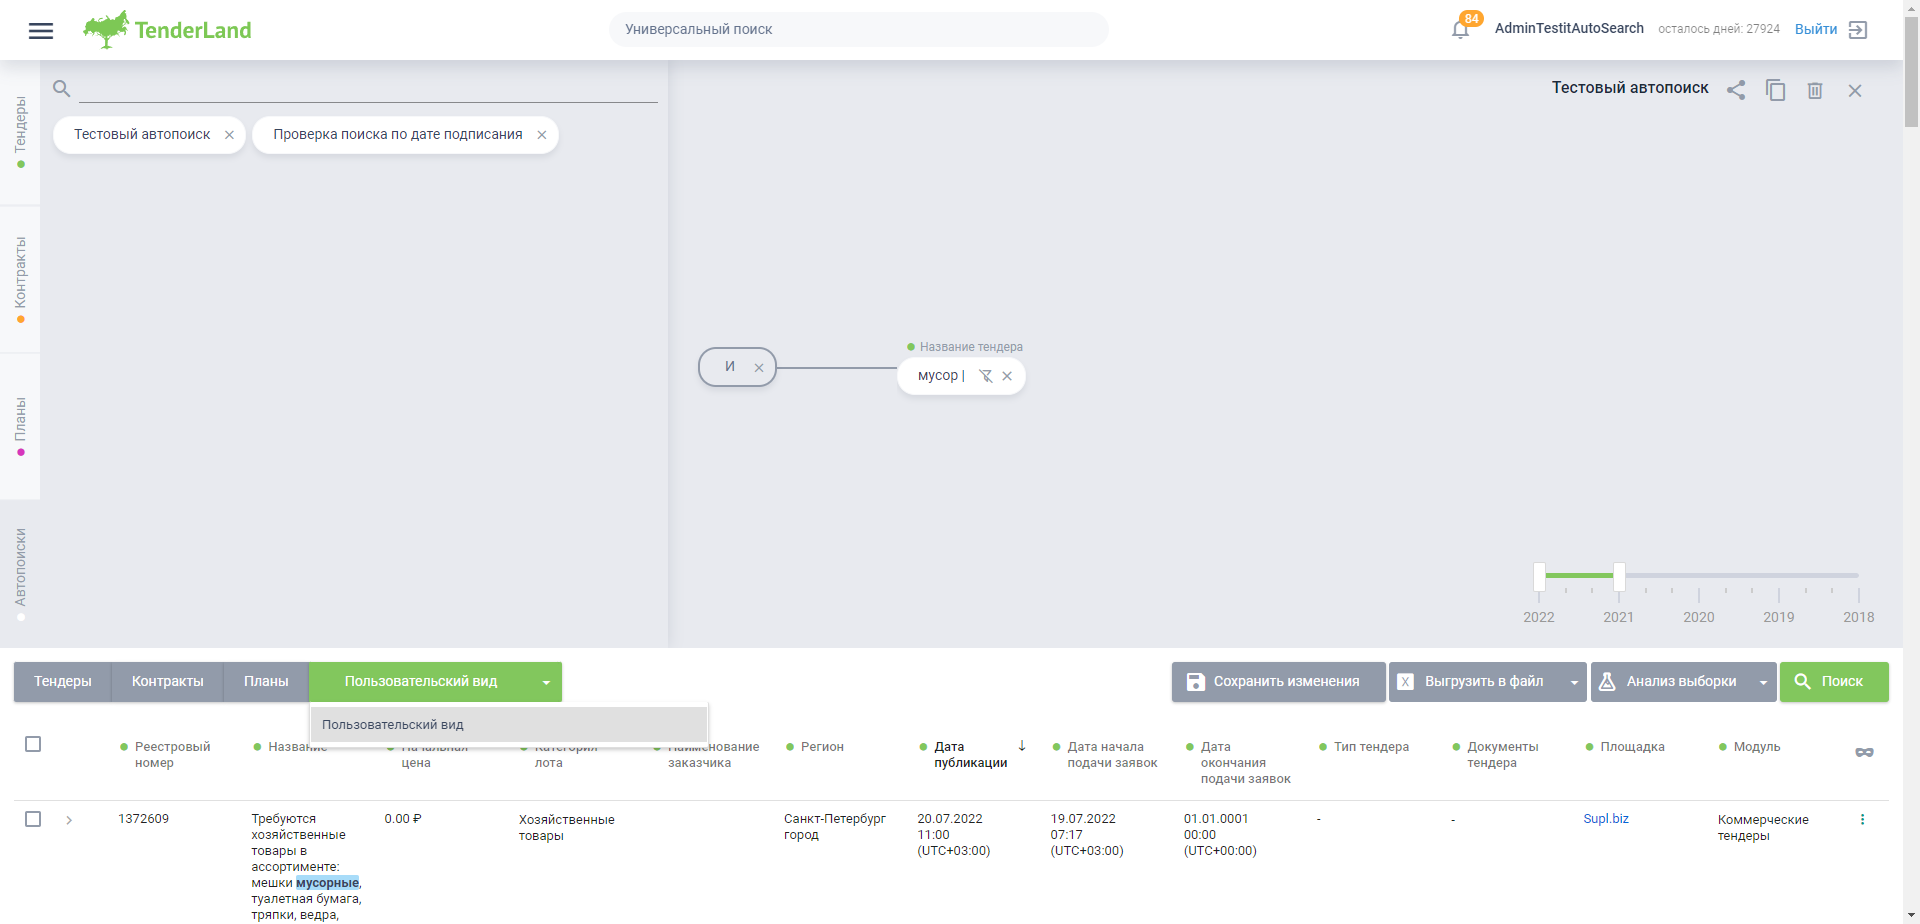 TenderLand
Универсальный поиск
84
AdminTestitAutoSearch
осталось дней: 27924
Выйти
Тендеры
Контракты
Планы
Автопоиски
Тестовый автопоиск
Проверка поиска по дате подписания
Тестовый автопоиск
И
Название тендера
мусор |
2022 2021 2020 2019 2018
Тендеры
Контракты
Планы
Пользовательский вид
Сохранить изменения
X Выгрузить в файл
Анализ выборки
Поиск
Пользовательский вид
Реестровый
номер
Название
Начальная
цена
Категория
лота
Наименование
заказчика
Регион
Дата
публикации
Дата начала
подачи заявок
Дата
окончания
подачи заявок
Тип тендера
Документы
тендера
Площадка
Модуль
1372609
Требуются
хозяйственные
товары в
ассортименте:
мешки мусорные,
туалетная бумага,
тряпки, ведра,
0.00 ₽
Хозяйственные
товары
Санкт-Петербург
город
20.07.2022
11:00
(UTC+03:00)
19.07.2022
07:17
(UTC+03:00)
01.01.0001
00:00
(UTC+00:00)
-
-
Supl.biz
Коммерческие
тендеры